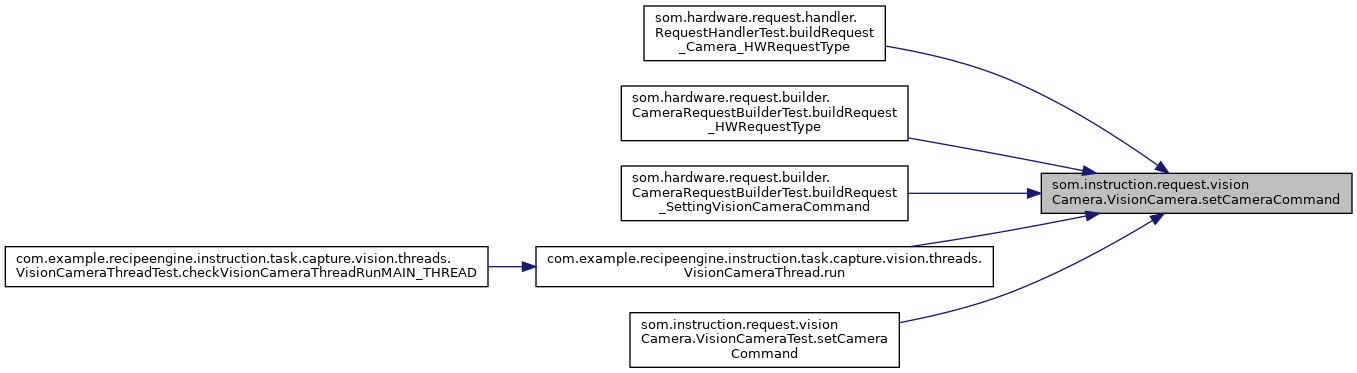 som.hardware.request.handler.
RequestHandlerTest.buildRequest
_Camera_HWRequestType
som.hardware.request.builder.
CameraRequestBuilderTest.buildRequest
_HWRequestType
som.hardware.request.builder.
CameraRequestBuilderTest.buildRequest
_SettingVisionCameraCommand
som.instruction.request.vision
Camera.VisionCamera.setCameraCommand
com.example.recipeengine.instruction.task.capture.vision.threads.
VisionCameraThreadTest.checkVisionCameraThreadRunMAIN_THREAD
com.example.recipeengine.instruction.task.capture.vision.threads.
VisionCameraThread.run
som.instruction.request.vision
Camera.VisionCameraTest.setCamera
Command